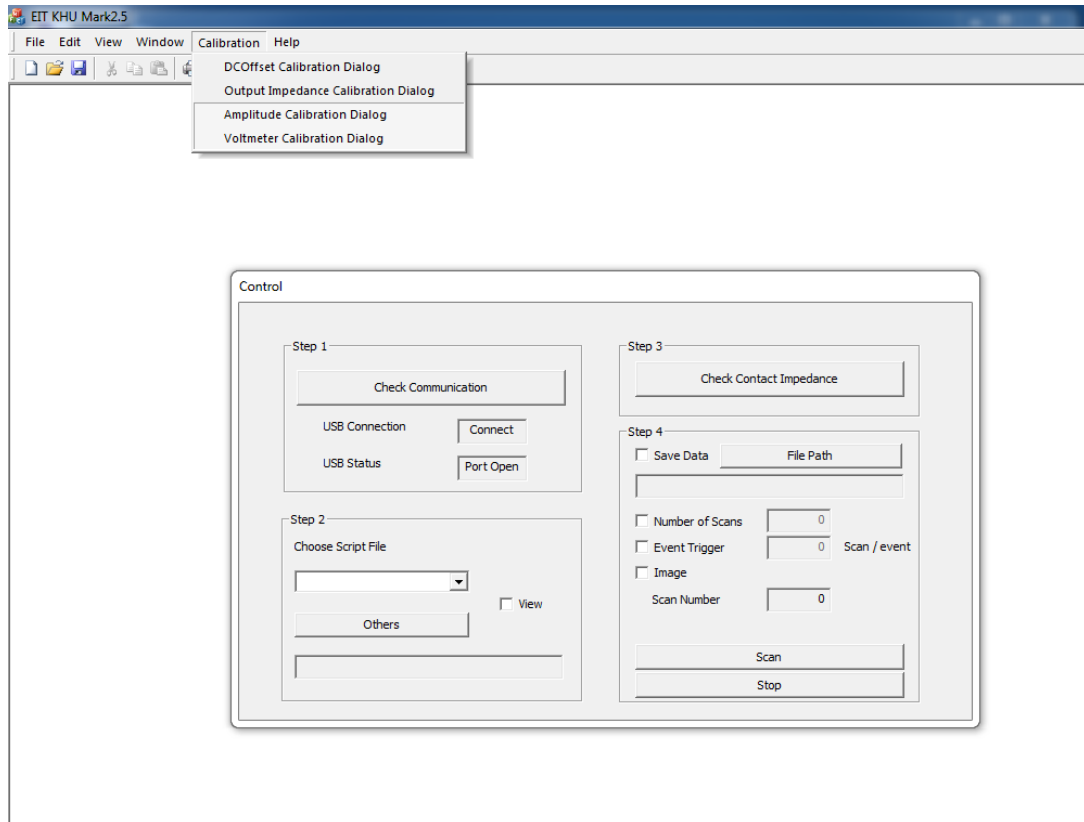 EIT KHU Mark2.5
File Edit View Window Calibration Help
DCOffset Calibration Dialog
Output Impedance Calibration Dialog
Amplitude Calibration Dialog
Voltmeter Calibration Dialog
Control
Step 1
Check Communication
USB Connection Connect
USB Status Port Open
Step 2
Choose Script File
View
Others
Step 3
Check Contact Impedance
Step 4
Save Data File Path
Number of Scans 0
Event Trigger 0 Scan / event
Image
Scan Number 0
Scan
Stop